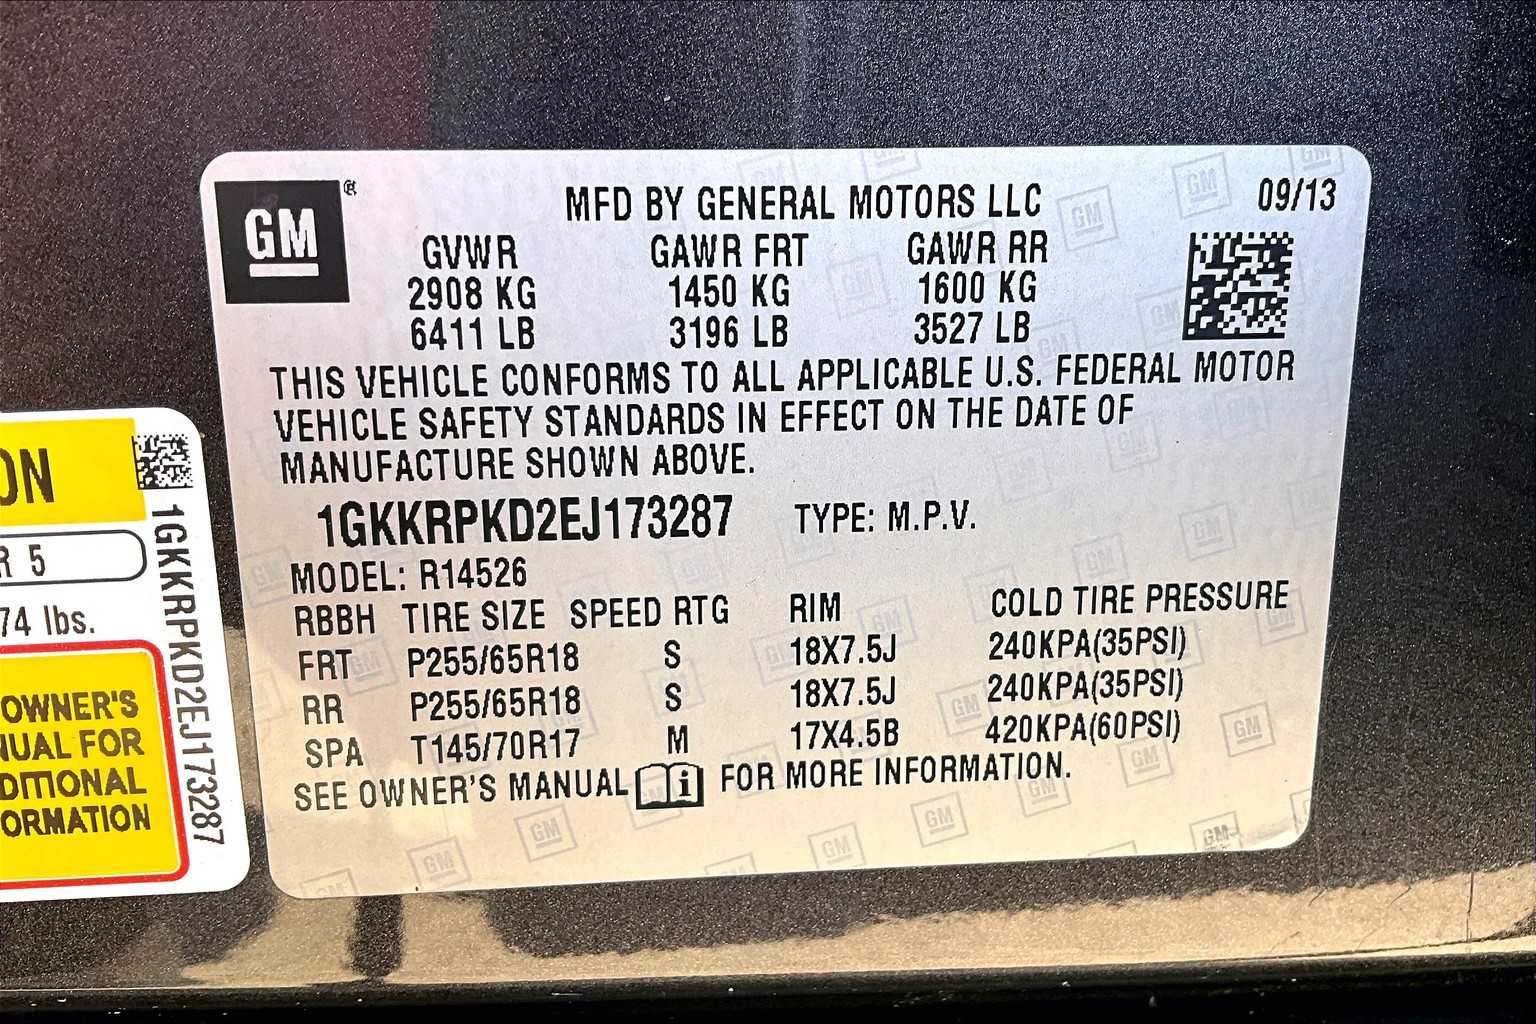 GM®
MFD BY GENERAL MOTORS LLC 09/13
GVWR GAWR FRT GAWR RR
2908 KG 1450 KG 1600 KG
6411 LB 3196 LB 3527 LB
THIS VEHICLE CONFORMS TO ALL APPLICABLE U.S. FEDERAL MOTOR
VEHICLE SAFETY STANDARDS IN EFFECT ON THE DATE OF
MANUFACTURE SHOWN ABOVE.
1GKKRPKD2EJ173287 TYPE: M.P.V.
MODEL: R14526
RBBH TIRE SIZE SPEED RTG RIM COLD TIRE PRESSURE
FRT P255/65R18 S 18X7.5J 240KPA(35PSI)
RR P255/65R18 S 18X7.5J 240KPA(35PSI)
SPA T145/70R17 M 17X4.5B 420KPA(60PSI)
SEE OWNER'S MANUAL i FOR MORE INFORMATION.
ON
R 5
74 lbs.
OWNER'S
NUAL FOR
DITIONAL
ORMATION
1GKKRPKD2EJ173287